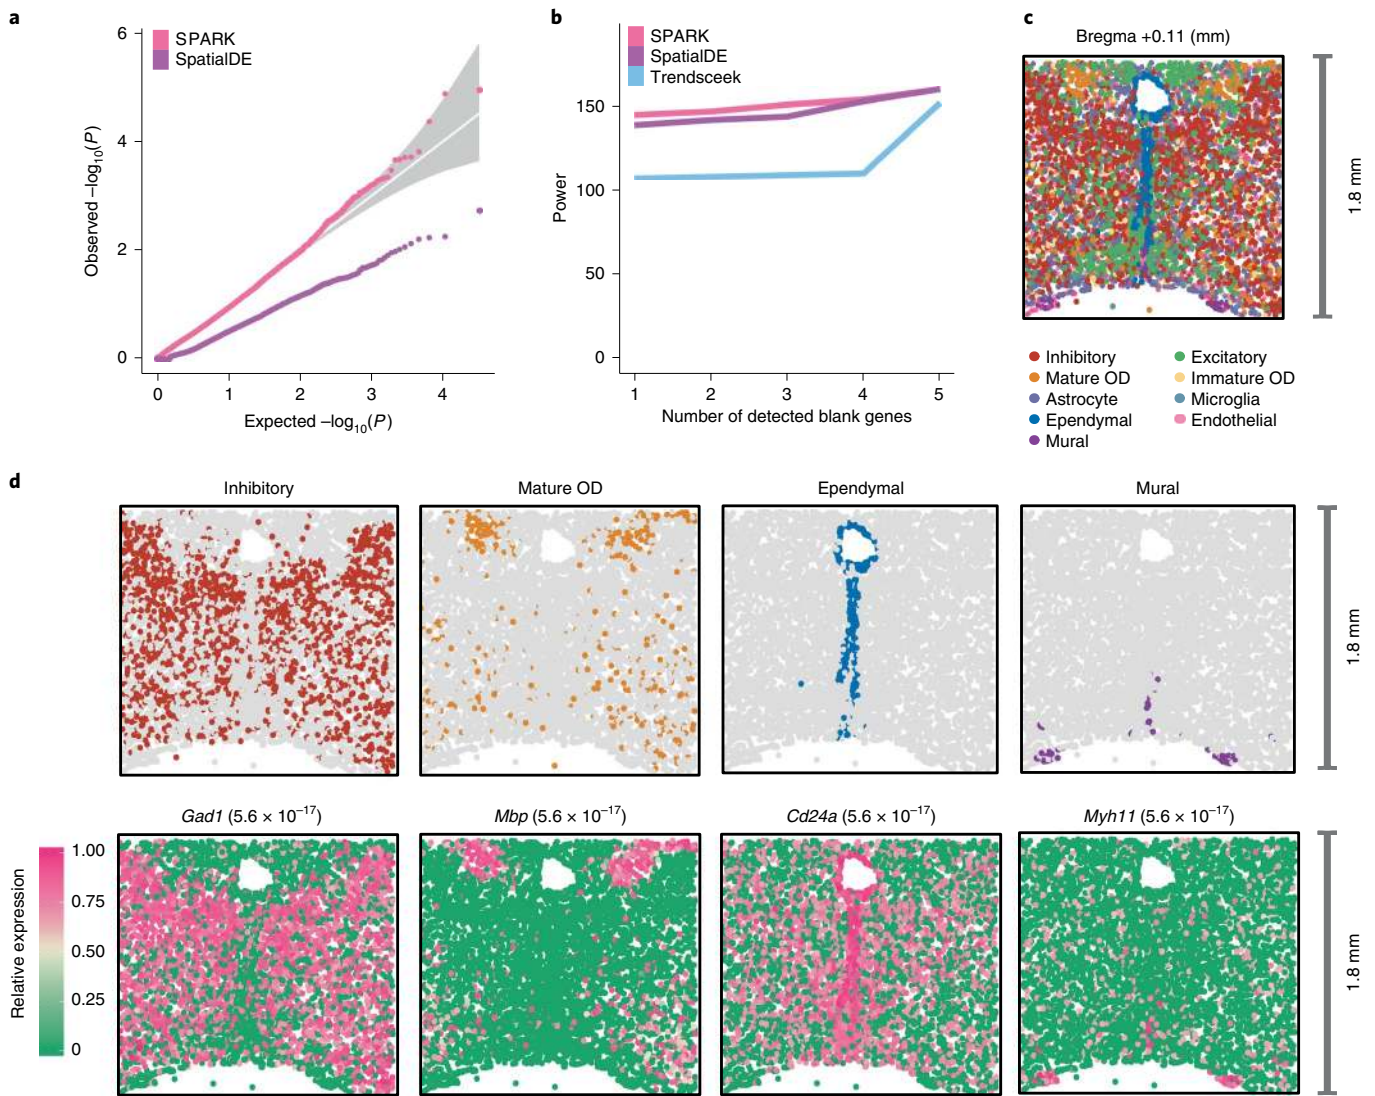 a
6
4
2
0
Observed –log10(P)
SPARK
SpatialDE
0 1 2 3 4
Expected –log10(P)
b
150
100
50
0
Power
SPARK
SpatialDE
Trendsceek
1 2 3 4 5
Number of detected blank genes
c
Bregma +0.11 (mm)
1.8 mm
Inhibitory Excitatory
Mature OD Immature OD
Astrocyte Microglia
Ependymal Endothelial
Mural
d
Inhibitory Mature OD Ependymal Mural
1.8 mm
Gad1 (5.6 × 10–17) Mbp (5.6 × 10–17) Cd24a (5.6 × 10–17) Myh11 (5.6 × 10–17)
Relative expression
1.00
0.75
0.50
0.25
0
1.8 mm